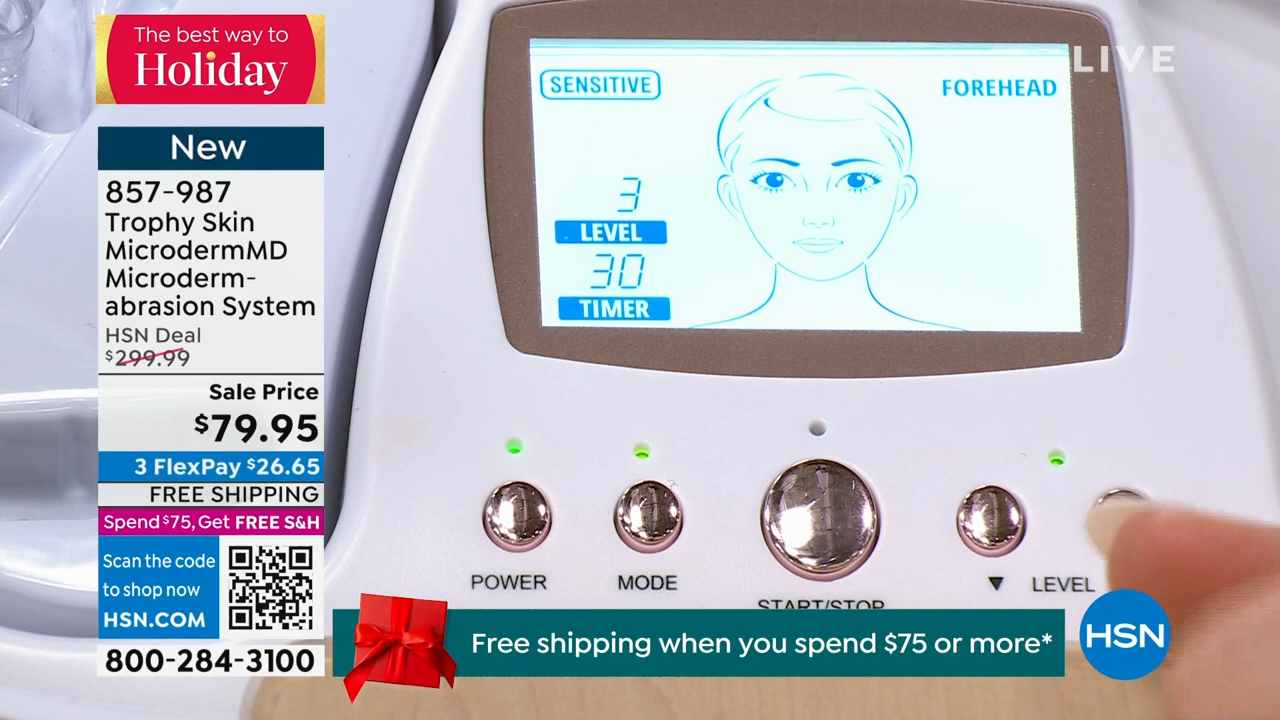 The best way to
Holiday
New
857-987
Trophy Skin
MicrodermMD
Microderm-
abrasion System
HSN Deal
$299.99
Sale Price
$79.95
3 FlexPay $26.65
FREE SHIPPING
Spend $75, Get FREE S&H
Scan the code
to shop now
HSN.COM
800-284-3100
LIVE
SENSITIVE
FOREHEAD
3
LEVEL
30
TIMER
POWER
MODE
START/STOP
▼ LEVEL
Free shipping when you spend $75 or more*
HSN